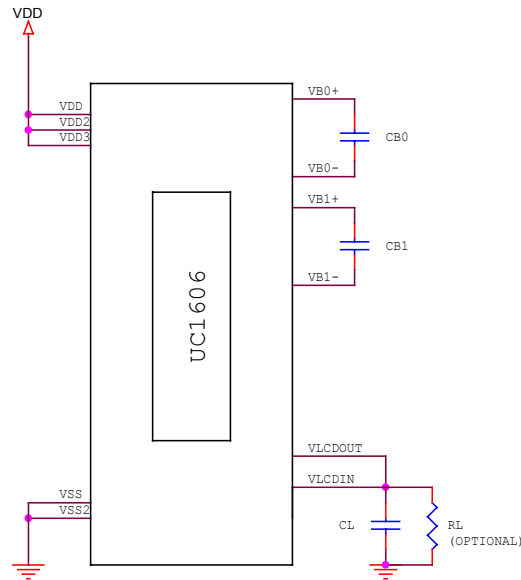 VDD
VDD
VDD2
VDD3
VB0+
CB0
VB0-
VB1+
CB1
VB1-
UC1606
VLCDOUT
VLCDIN
VSS
VSS2
CL
RL
(OPTIONAL)